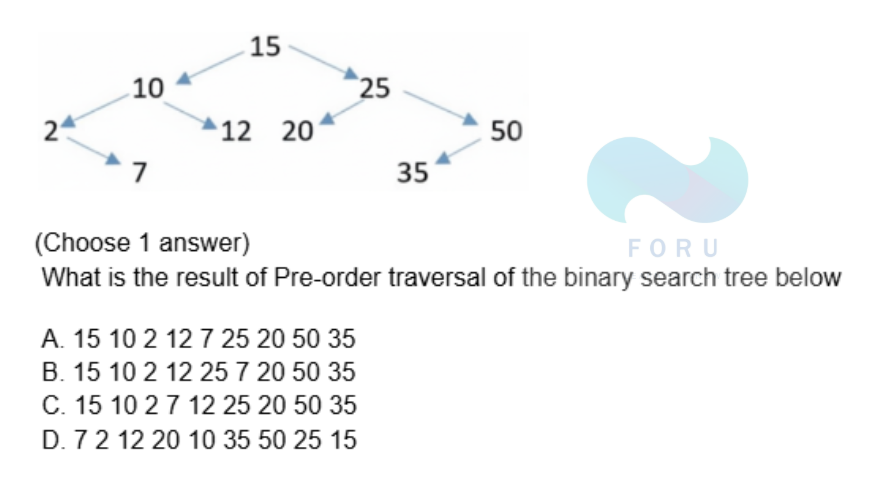 15
10 25
2 12 20 50
7 35
FORU
(Choose 1 answer)
What is the result of Pre-order traversal of the binary search tree below
A. 15 10 2 12 7 25 20 50 35
B. 15 10 2 12 25 7 20 50 35
C. 15 10 2 7 12 25 20 50 35
D. 7 2 12 20 10 35 50 25 15